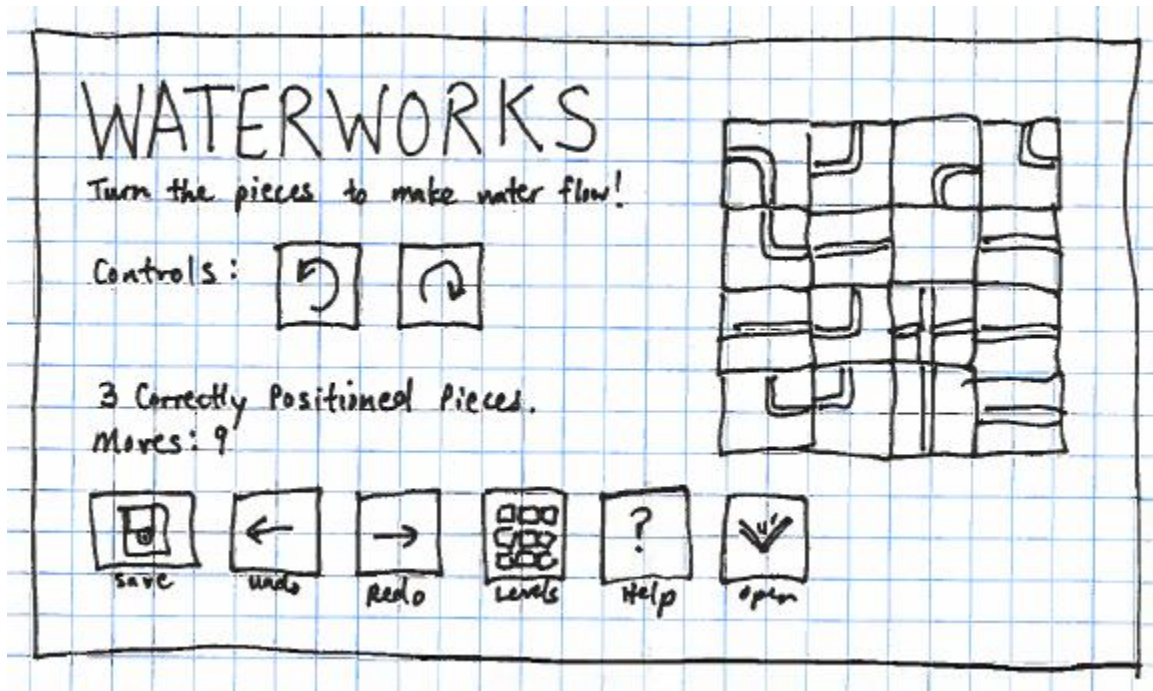 WATERWORKS
Turn the pieces to make water flow!
Controls:
3 Correctly Positioned Pieces.
Moves: 9
?
Save
Undo
Redo
Levels
Help
Open